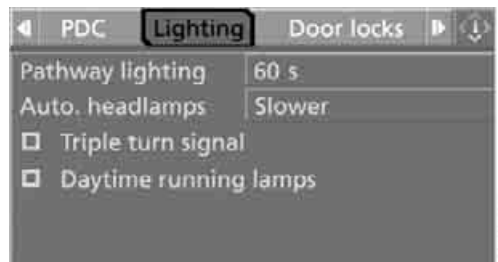 PDC Lighting Door locks
Pathway lighting 60 s
Auto. headlamps Slower
Triple turn signal
Daytime running lamps